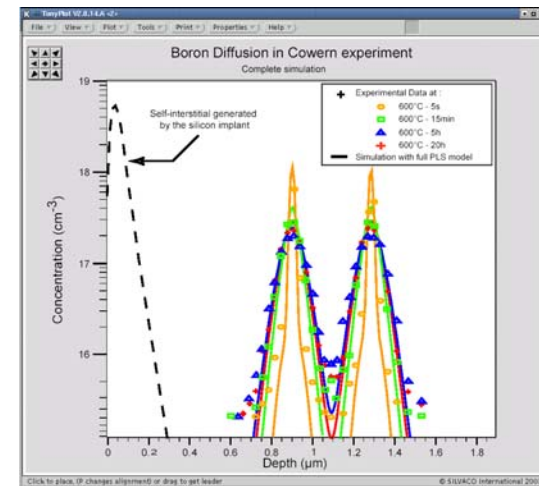 TonyPlot V2.8.14.A <2>
File View Plot Tools Print Properties Help
Boron Diffusion in Cowern experiment
Complete simulation
Self-interstitial generated
by the silicon implant
Experimental Data at :
600°C - 5s
600°C - 15min
600°C - 5h
600°C - 20h
Simulation with full PLS model
Concentration (cm-3)
19
18
17
16
0 0.2 0.4 0.6 0.8 1 1.2 1.4 1.6 1.8
Depth (µm)
Click to place, (P changes alignment) or drag to get leader
© SILVACO International 200